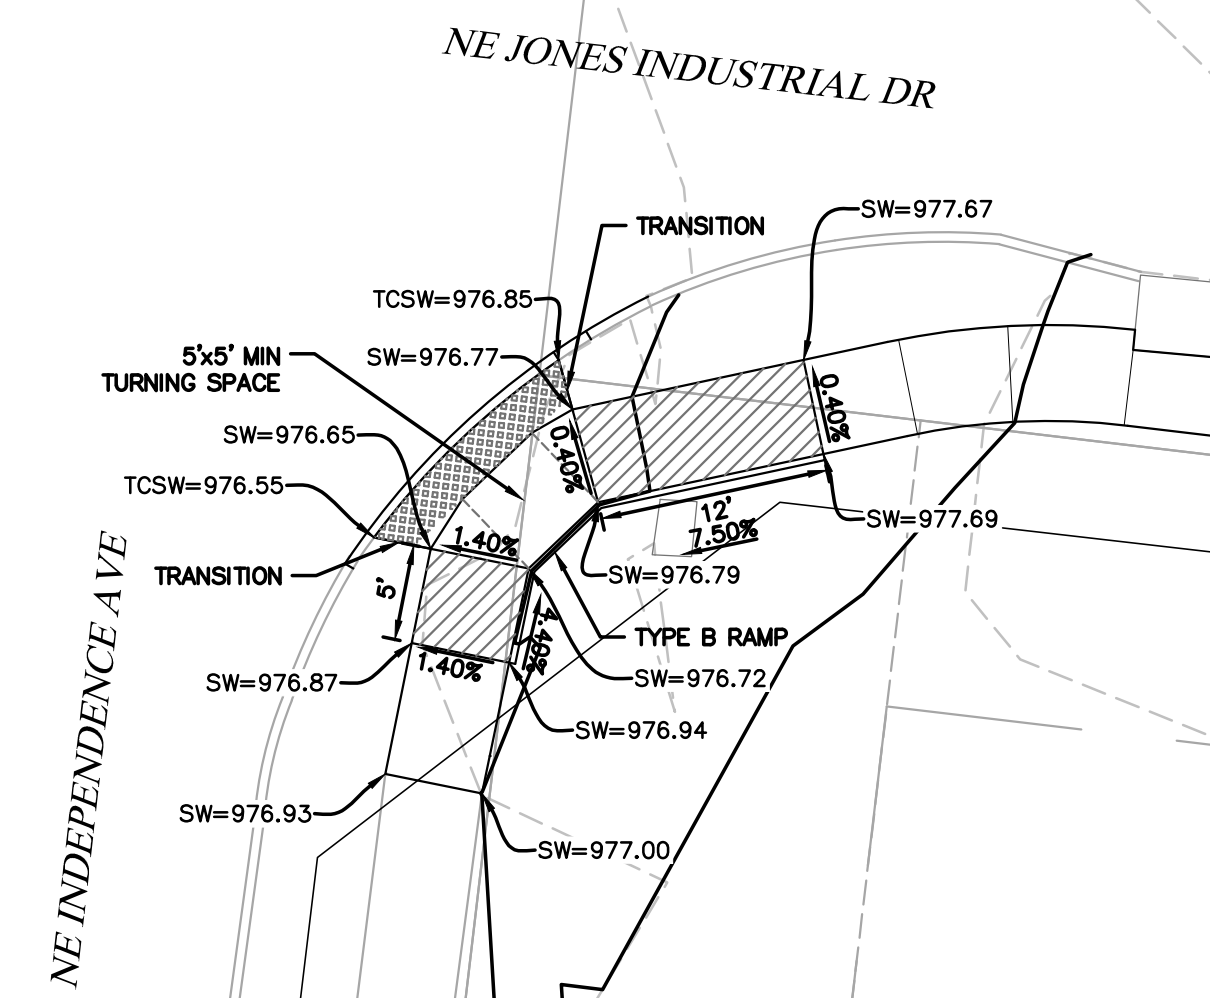 NE JONES INDUSTRIAL DR
SW=977.67
TRANSITION
TCSW=976.85
5'x5' MIN
TURNING SPACE
SW=976.77
0.40%
SW=976.65
0.40%
TCSW=976.55
12'
7.50%
SW=977.69
1.40%
TRANSITION
SW=976.79
5'
4.40%
TYPE B RAMP
1.40%
SW=976.72
SW=976.87
SW=976.94
SW=976.93
SW=977.00
NE INDEPENDENCE AVE